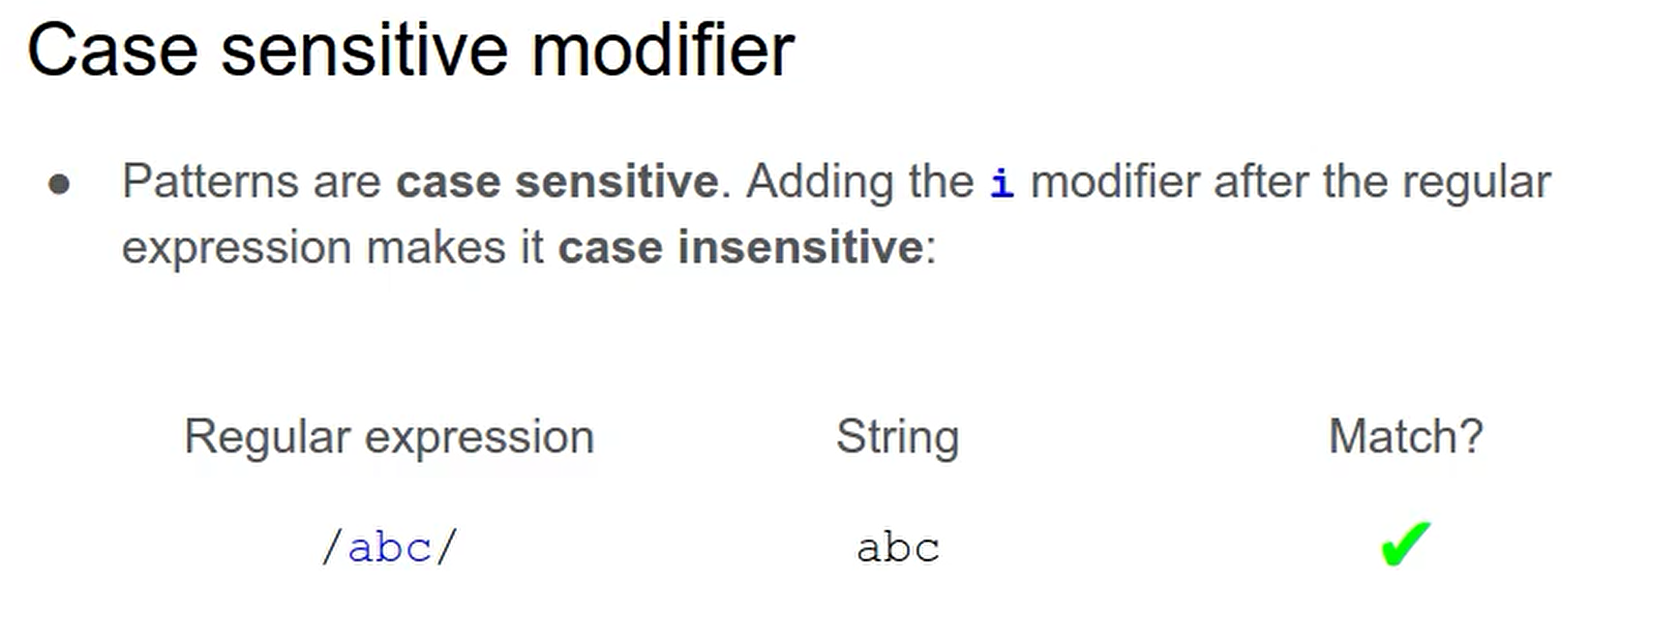 Case sensitive modifier
● Patterns are case sensitive. Adding the i modifier after the regular
expression makes it case insensitive:
Regular expression String Match?
/abc/ abc ✔